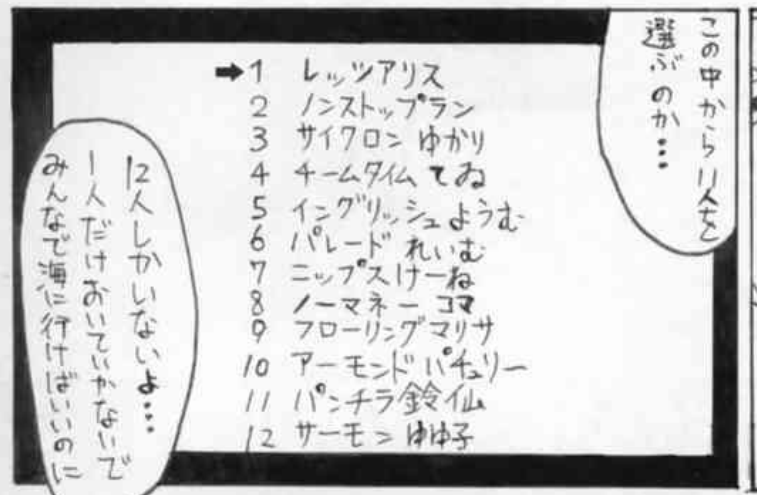 この中から11人を
選ぶのか…
➡1 レッツアリス
2 ノンストップラン
3 サイクロンゆかり
4 チームタイムてゐ
5 イングリッシュようむ
6 パレードれいむ
7 ニップスけーね
8 ノーマネーコマ
9 フローリングマリサ
10 アーモンドパチュリー
11 パンチラ鈴仙
12 サーモンゆゆ子
12人しかいないよ…
1人だけおいていかないで
みんなで海に行けばいいのに